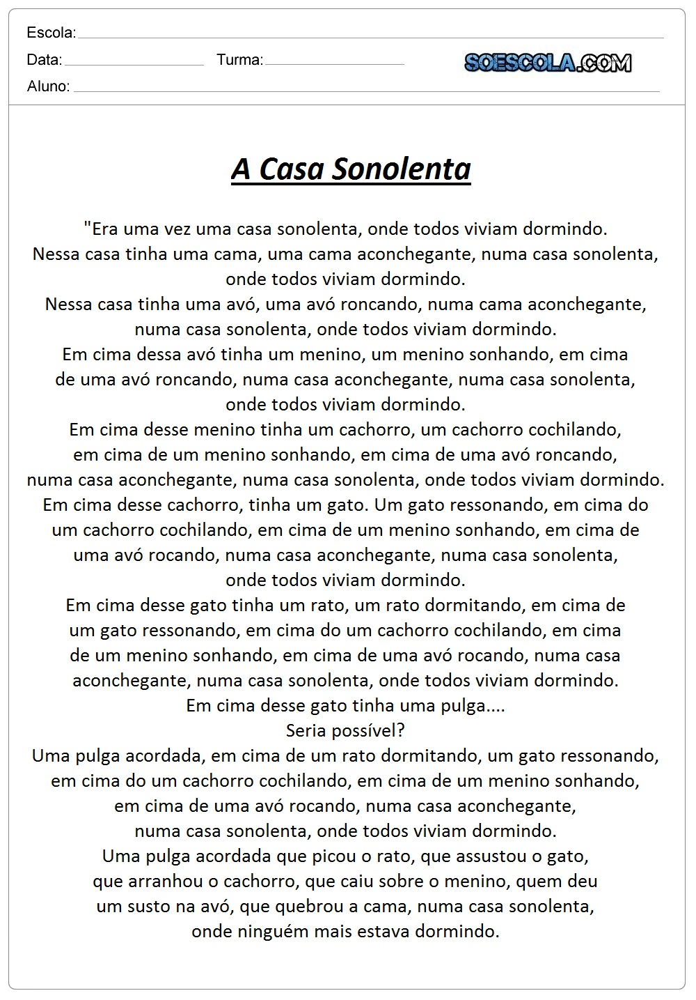 Escola:
Data: Turma: SOESCOLA.COM
Aluno:
A Casa Sonolenta
"Era uma vez uma casa sonolenta, onde todos viviam dormindo.
Nessa casa tinha uma cama, uma cama aconchegante, numa casa sonolenta,
onde todos viviam dormindo.
Nessa casa tinha uma avó, uma avó roncando, numa cama aconchegante,
numa casa sonolenta, onde todos viviam dormindo.
Em cima dessa avó tinha um menino, um menino sonhando, em cima
de uma avó roncando, numa casa aconchegante, numa casa sonolenta,
onde todos viviam dormindo.
Em cima desse menino tinha um cachorro, um cachorro cochilando,
em cima de um menino sonhando, em cima de uma avó roncando,
numa casa aconchegante, numa casa sonolenta, onde todos viviam dormindo.
Em cima desse cachorro, tinha um gato. Um gato ressonando, em cima do
um cachorro cochilando, em cima de um menino sonhando, em cima de
uma avó rocando, numa casa aconchegante, numa casa sonolenta,
onde todos viviam dormindo.
Em cima desse gato tinha um rato, um rato dormitando, em cima de
um gato ressonando, em cima do um cachorro cochilando, em cima
de um menino sonhando, em cima de uma avó rocando, numa casa
aconchegante, numa casa sonolenta, onde todos viviam dormindo.
Em cima desse gato tinha uma pulga....
Seria possível?
Uma pulga acordada, em cima de um rato dormitando, um gato ressonando,
em cima do um cachorro cochilando, em cima de um menino sonhando,
em cima de uma avó rocando, numa casa aconchegante,
numa casa sonolenta, onde todos viviam dormindo.
Uma pulga acordada que picou o rato, que assustou o gato,
que arranhou o cachorro, que caiu sobre o menino, quem deu
um susto na avó, que quebrou a cama, numa casa sonolenta,
onde ninguém mais estava dormindo.